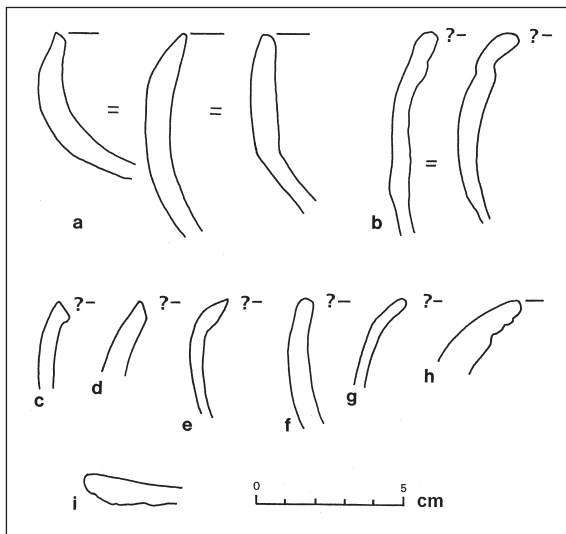 ?– ?–
= = =
a b
?– ?– ?– ?– ?–
c d e f g h
i 0 5 cm